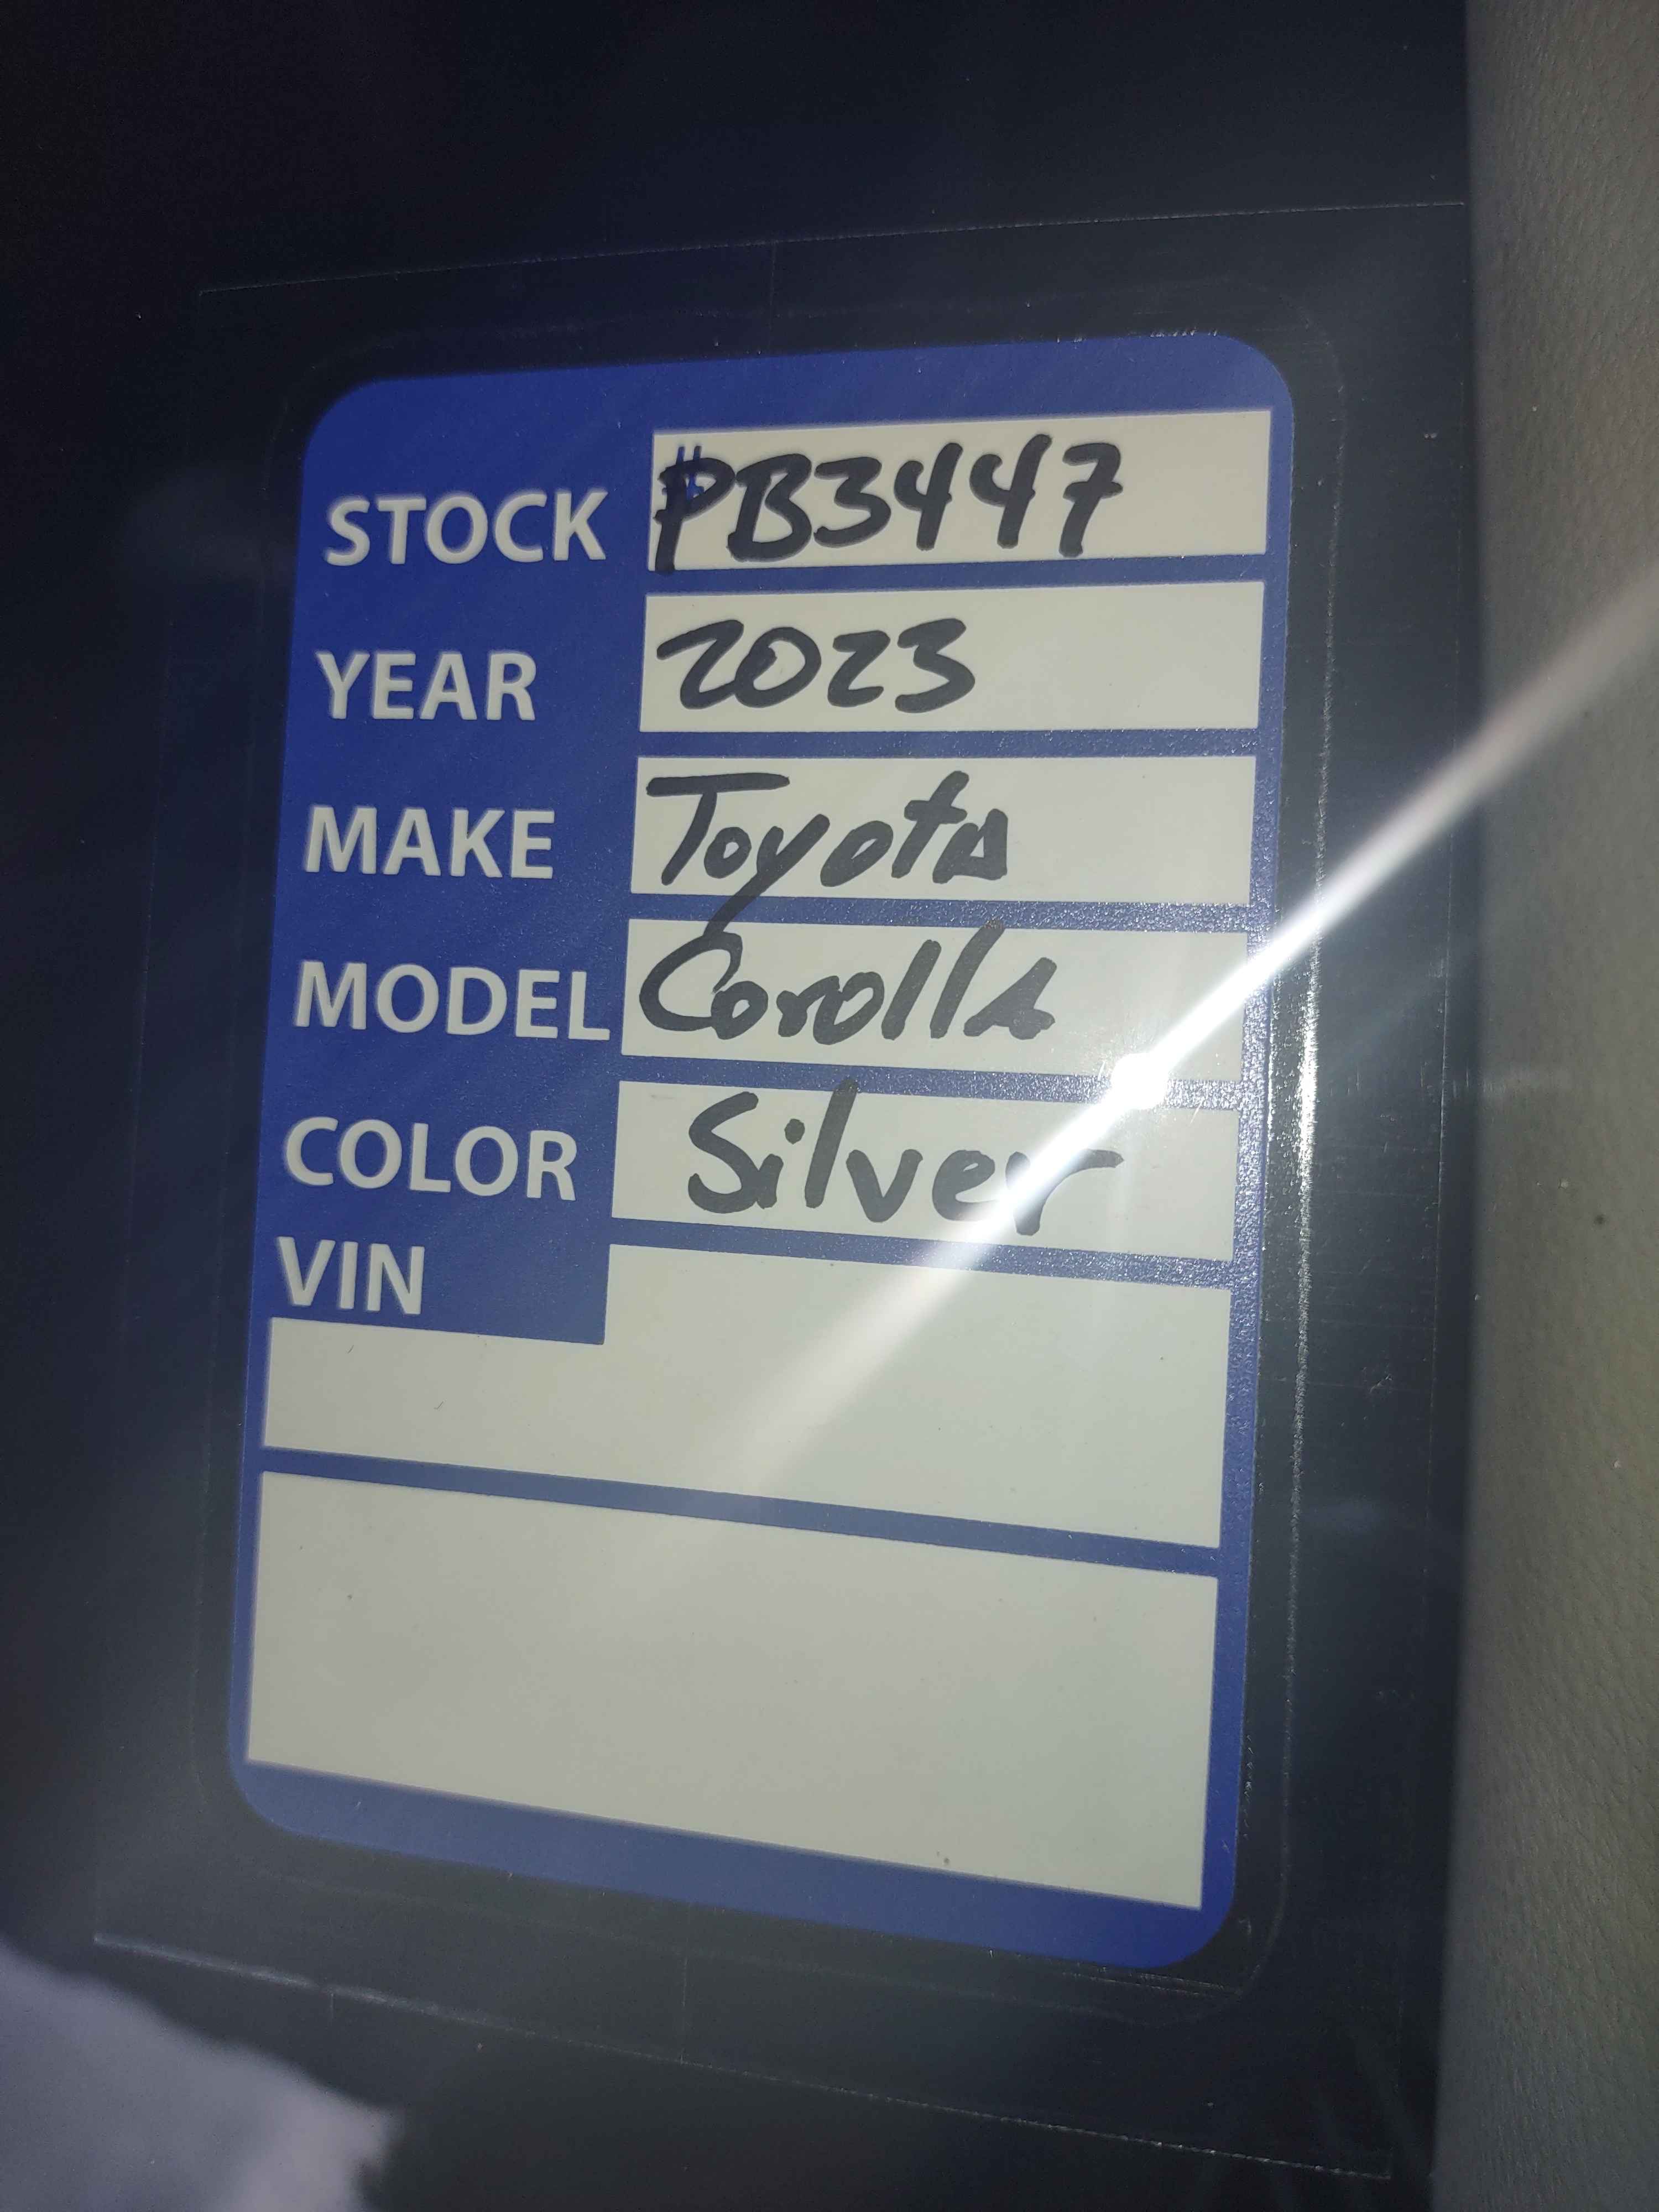 STOCK #PB3447
YEAR 2023
MAKE Toyota
MODEL Corolla
COLOR Silver
VIN